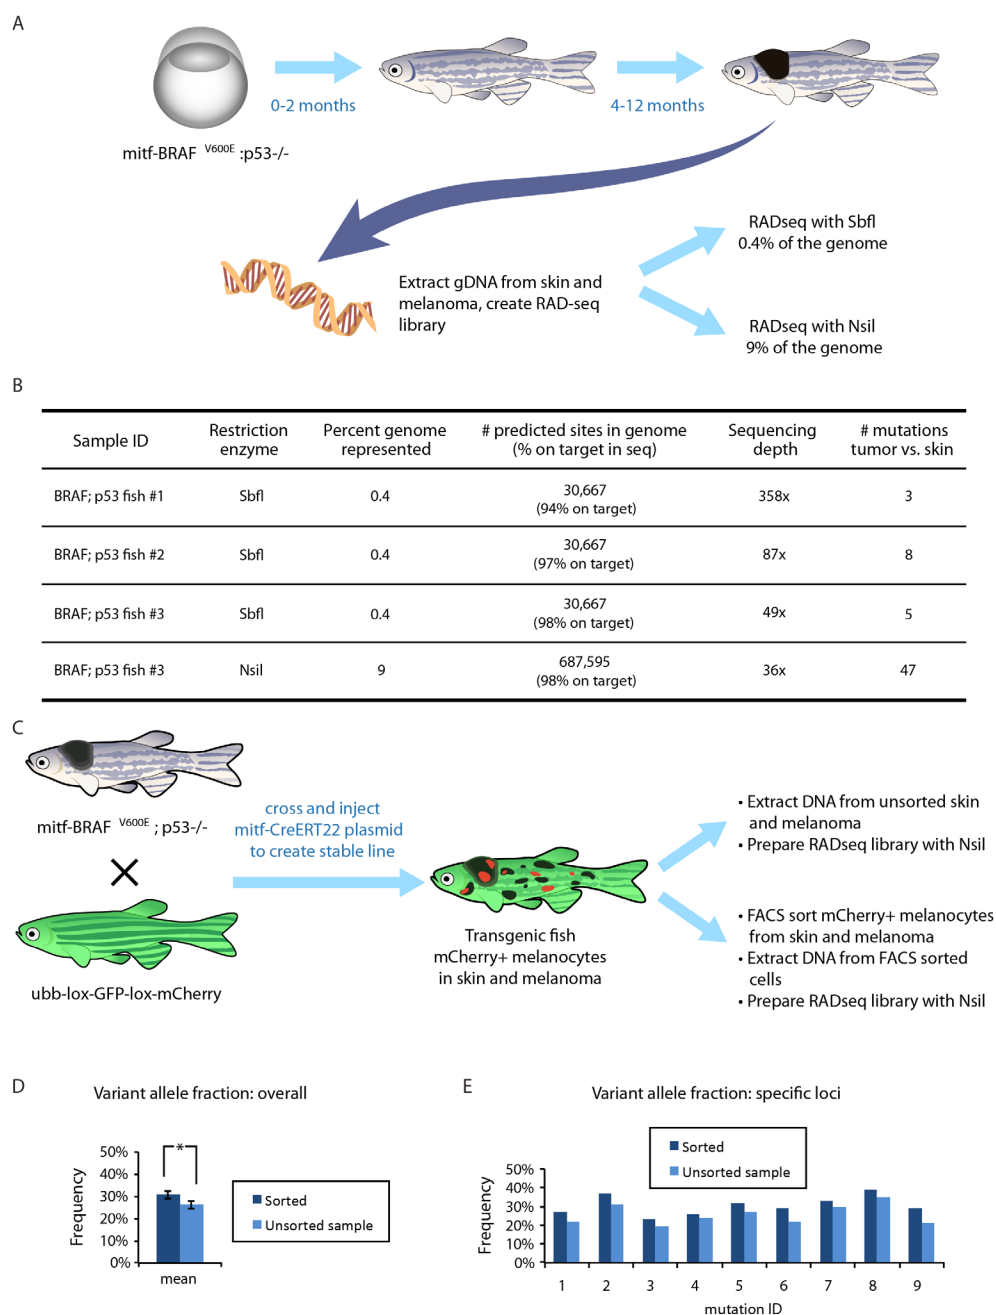 A
0-2 months
4-12 months
mitf-BRAF V600E :p53-/-
RADseq with SbfI
0.4% of the genome
Extract gDNA from skin and
melanoma, create RAD-seq
library
RADseq with NsiI
9% of the genome
B
Sample ID
Restriction
enzyme
Percent genome
represented
# predicted sites in genome
(% on target in seq)
Sequencing
depth
# mutations
tumor vs. skin
BRAF; p53 fish #1
SbfI
0.4
30,667
(94% on target)
358x
3
BRAF; p53 fish #2
SbfI
0.4
30,667
(97% on target)
87x
8
BRAF; p53 fish #3
SbfI
0.4
30,667
(98% on target)
49x
5
BRAF; p53 fish #3
NsiI
9
687,595
(98% on target)
36x
47
C
mitf-BRAF V600E ; p53-/-
ubb-lox-GFP-lox-mCherry
cross and inject
mitf-CreERT22 plasmid
to create stable line
Transgenic fish
mCherry+ melanocytes
in skin and melanoma
• Extract DNA from unsorted skin
and melanoma
• Prepare RADseq library with NsiI
• FACS sort mCherry+ melanocytes
from skin and melanoma
• Extract DNA from FACS sorted
cells
• Prepare RADseq library with NsiI
D
Variant allele fraction: overall
Frequency
50%
40%
30%
20%
10%
0%
*
mean
Sorted
Unsorted sample
E
Variant allele fraction: specific loci
Sorted
Unsorted sample
Frequency
50%
40%
30%
20%
10%
0%
1 2 3 4 5 6 7 8 9
mutation ID